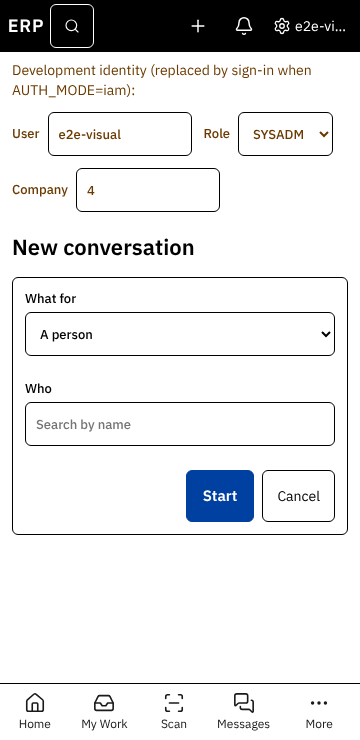 ERP
e2e-vi...
Development identity (replaced by sign-in when
AUTH_MODE=iam):
User e2e-visual Role SYSADM
Company 4
New conversation
What for
A person
Who
Search by name
Start Cancel
Home My Work Scan Messages More